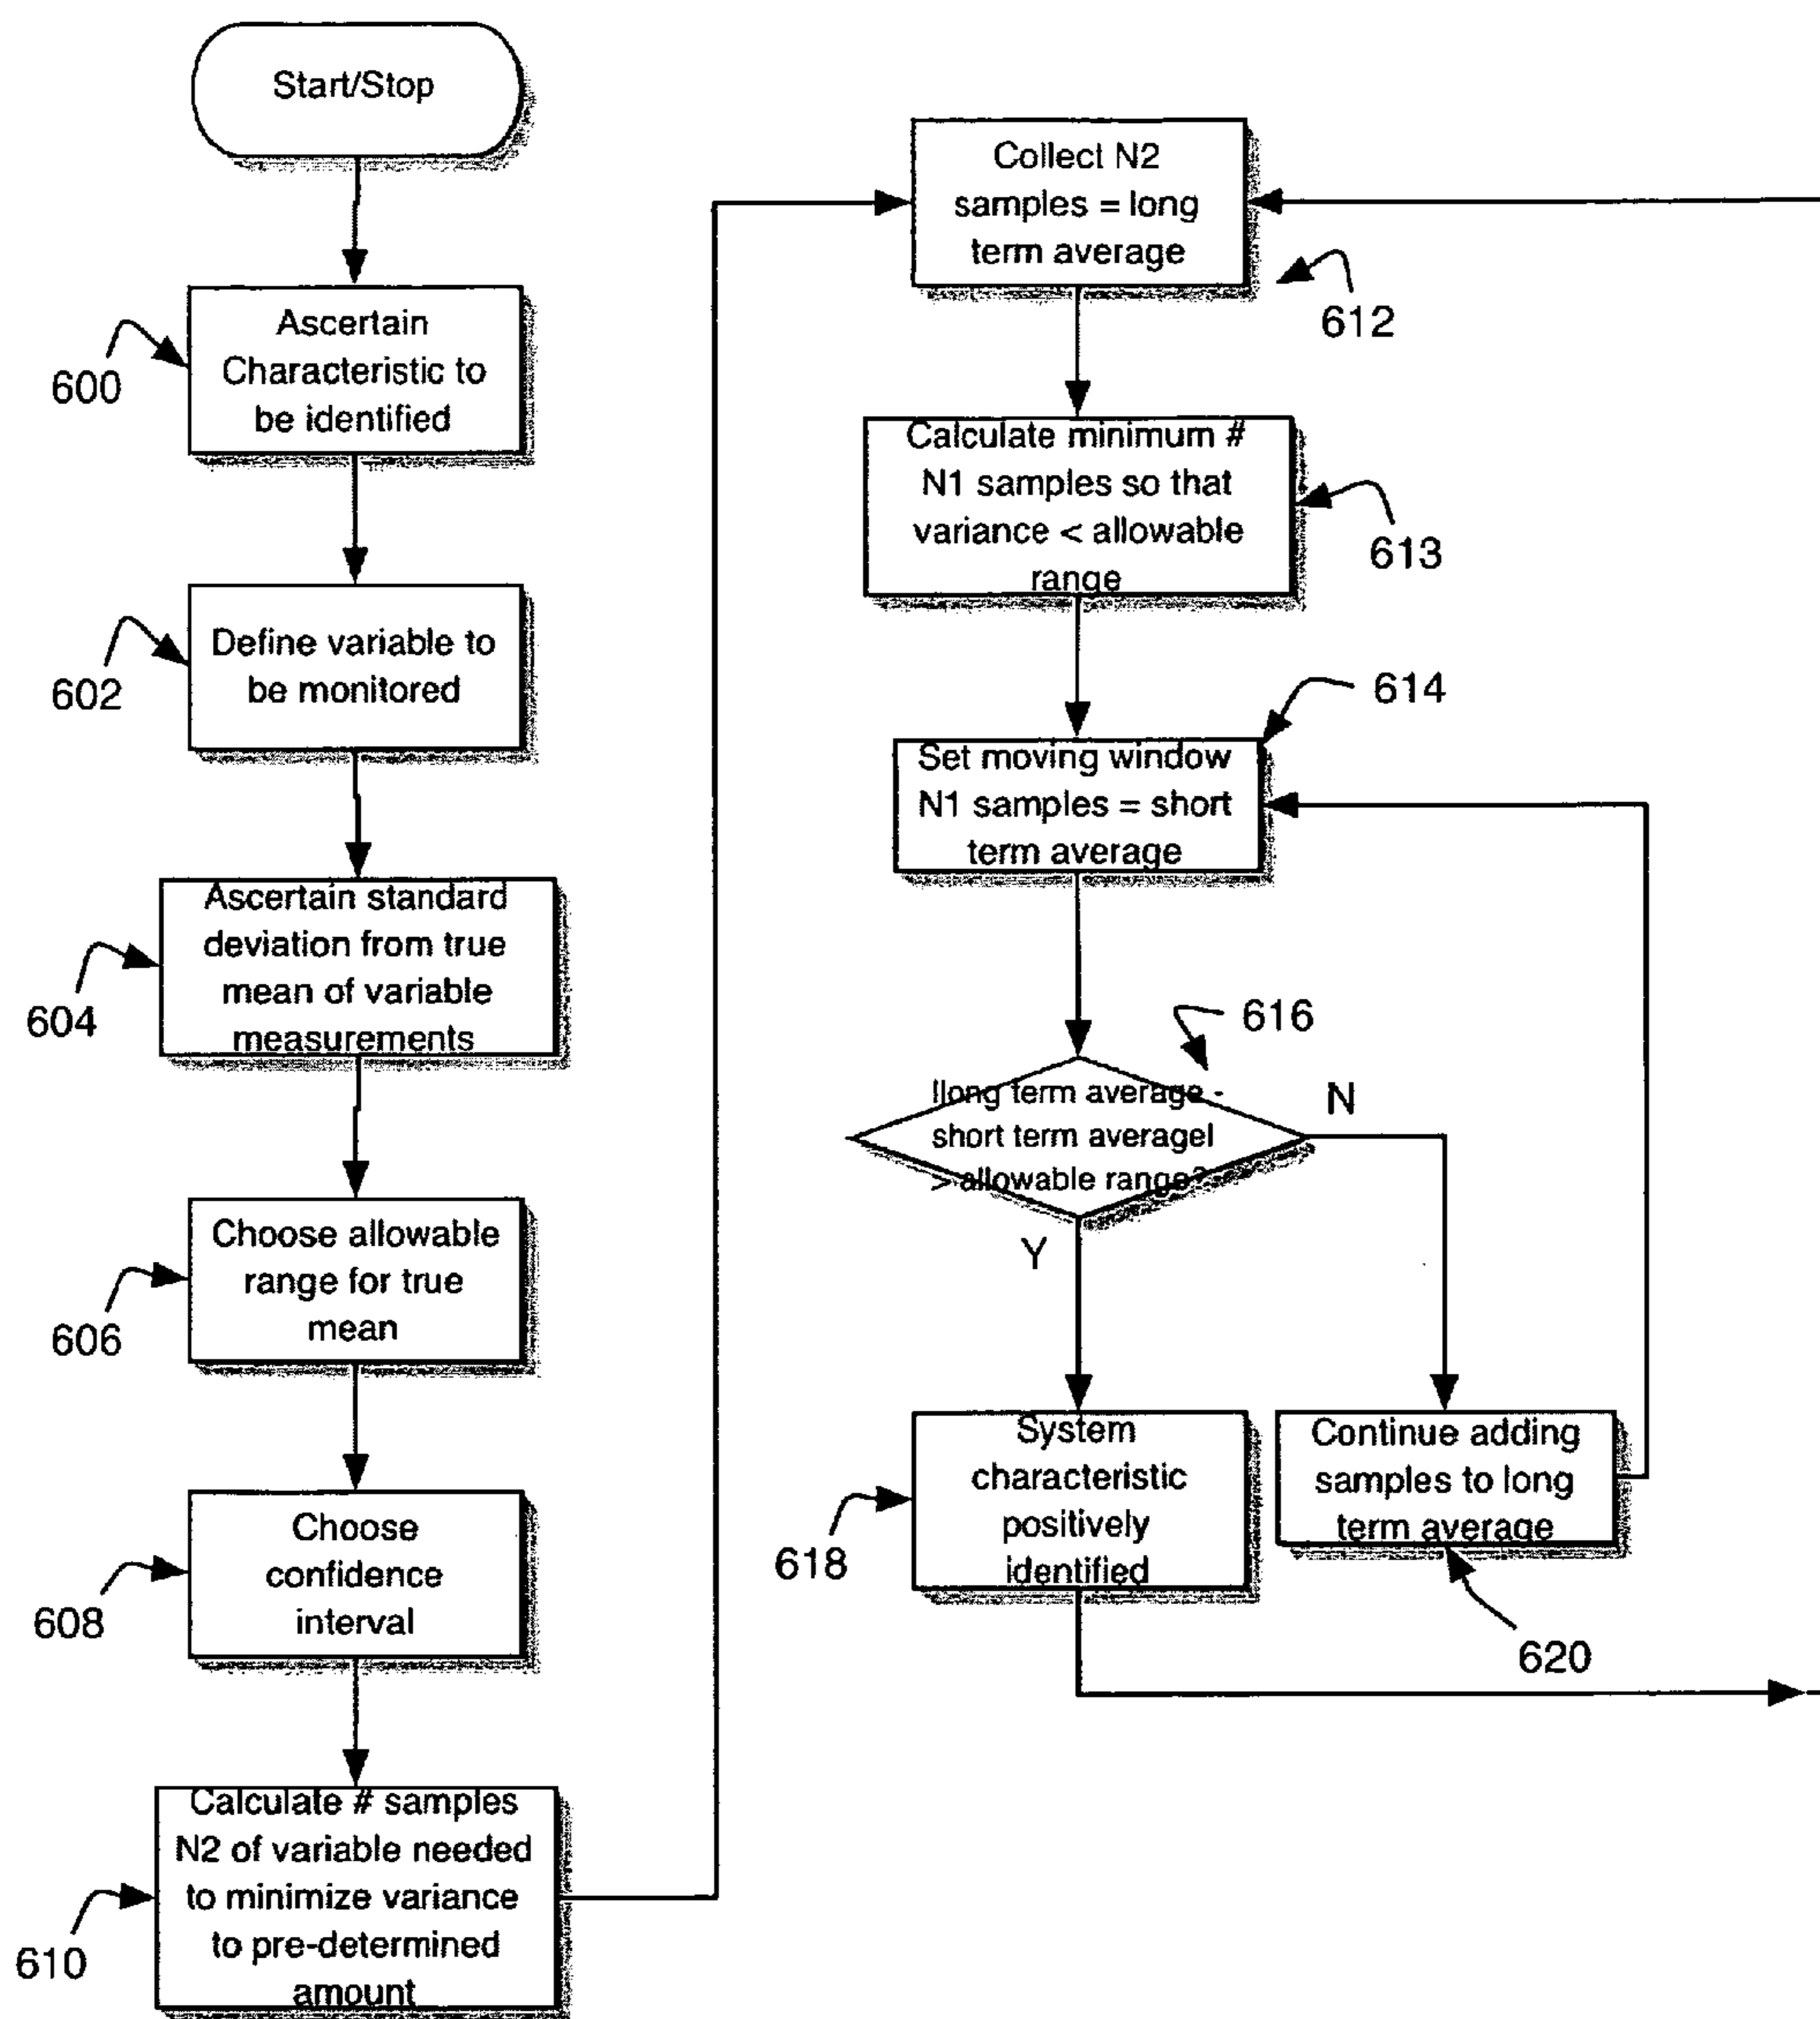 Start/Stop
Ascertain
Characteristic to
be identified
600
Define variable to
be monitored
602
Ascertain standard
deviation from true
mean of variable
measurements
604
Choose allowable
range for true
mean
606
Choose
confidence
interval
608
Calculate # samples
N2 of variable needed
to minimize variance
to pre-determined
amount
610
Collect N2
samples = long
term average
612
Calculate minimum #
N1 samples so that
variance < allowable
range
613
614
Set moving window
N1 samples = short
term average
616
|long term average -
short term average|
> allowable range?
N
Y
System
characteristic
positively
identified
618
Continue adding
samples to long
term average
620